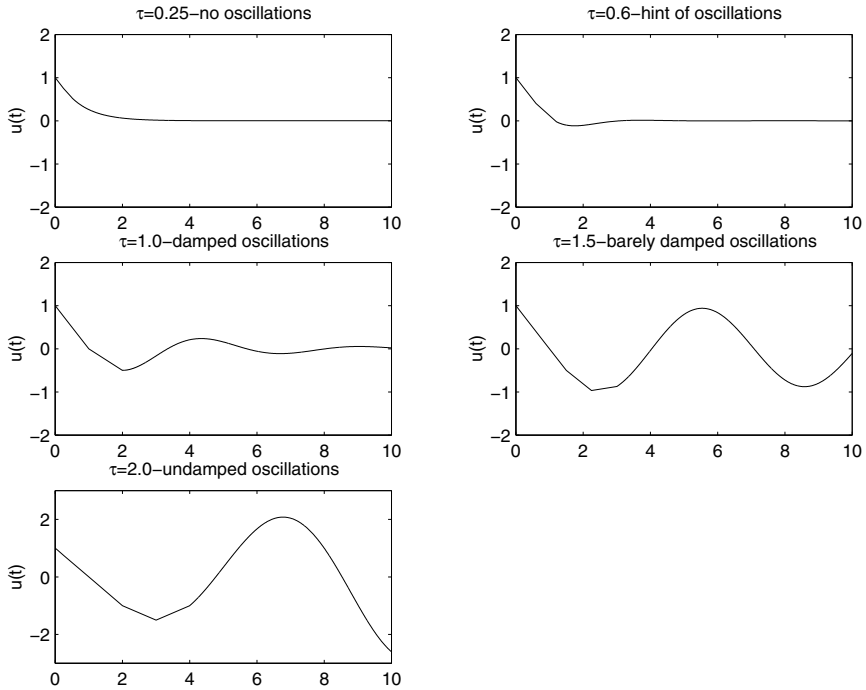 τ=0.25−no oscillations
2
1
0
−1
−2
u(t)
0 2 4 6 8 10
τ=0.6−hint of oscillations
2
1
0
−1
−2
u(t)
0 2 4 6 8 10
τ=1.0−damped oscillations
2
1
0
−1
−2
u(t)
0 2 4 6 8 10
τ=1.5−barely damped oscillations
2
1
0
−1
−2
u(t)
0 2 4 6 8 10
τ=2.0−undamped oscillations
2
0
−2
u(t)
0 2 4 6 8 10